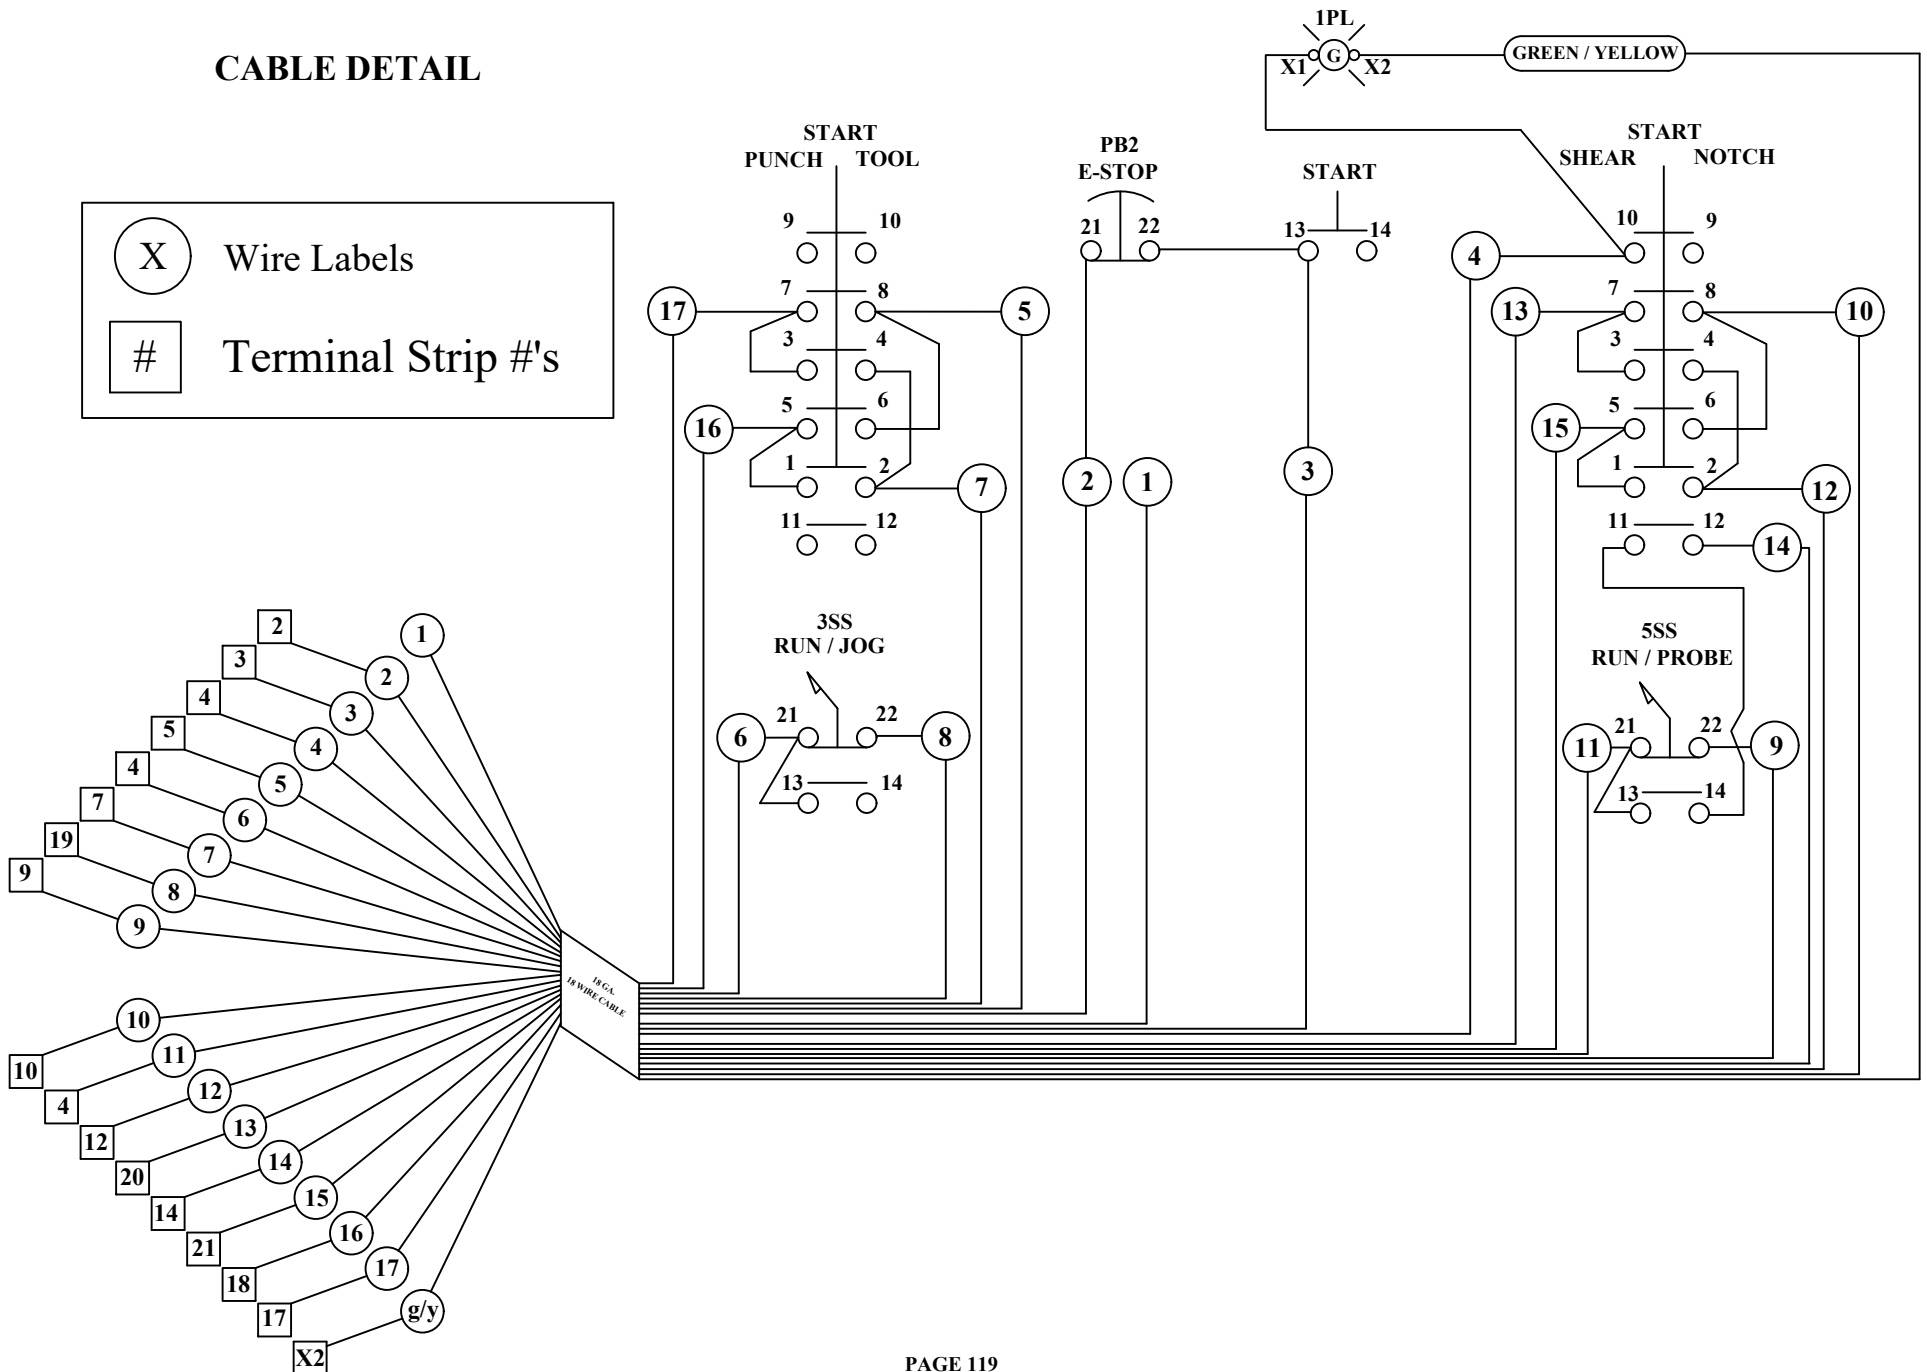 CABLE DETAIL
X Wire Labels
# Terminal Strip #'s
1PL
X1 G X2
GREEN / YELLOW
START
PUNCH TOOL
9 10
7 8
17 5
3 4
5 6
16
1 2
7
11 12
PB2
E-STOP
21 22
START
13 14
2 1 3
START
SHEAR NOTCH
10 9
4
7 8
13 10
3 4
5 6
15
1 2
12
11 12
14
3SS
RUN / JOG
21 22
6 8
13 14
5SS
RUN / PROBE
21 22
11 9
13 14
2 1
3 2
4 3
5 4
4 5
7 6
19 7
9 8
9
18 GA.
18 WIRE CABLE
10
10 11
4 12
12 13
20 14
14 15
21 16
18 17
17 g/y
X2
PAGE 119